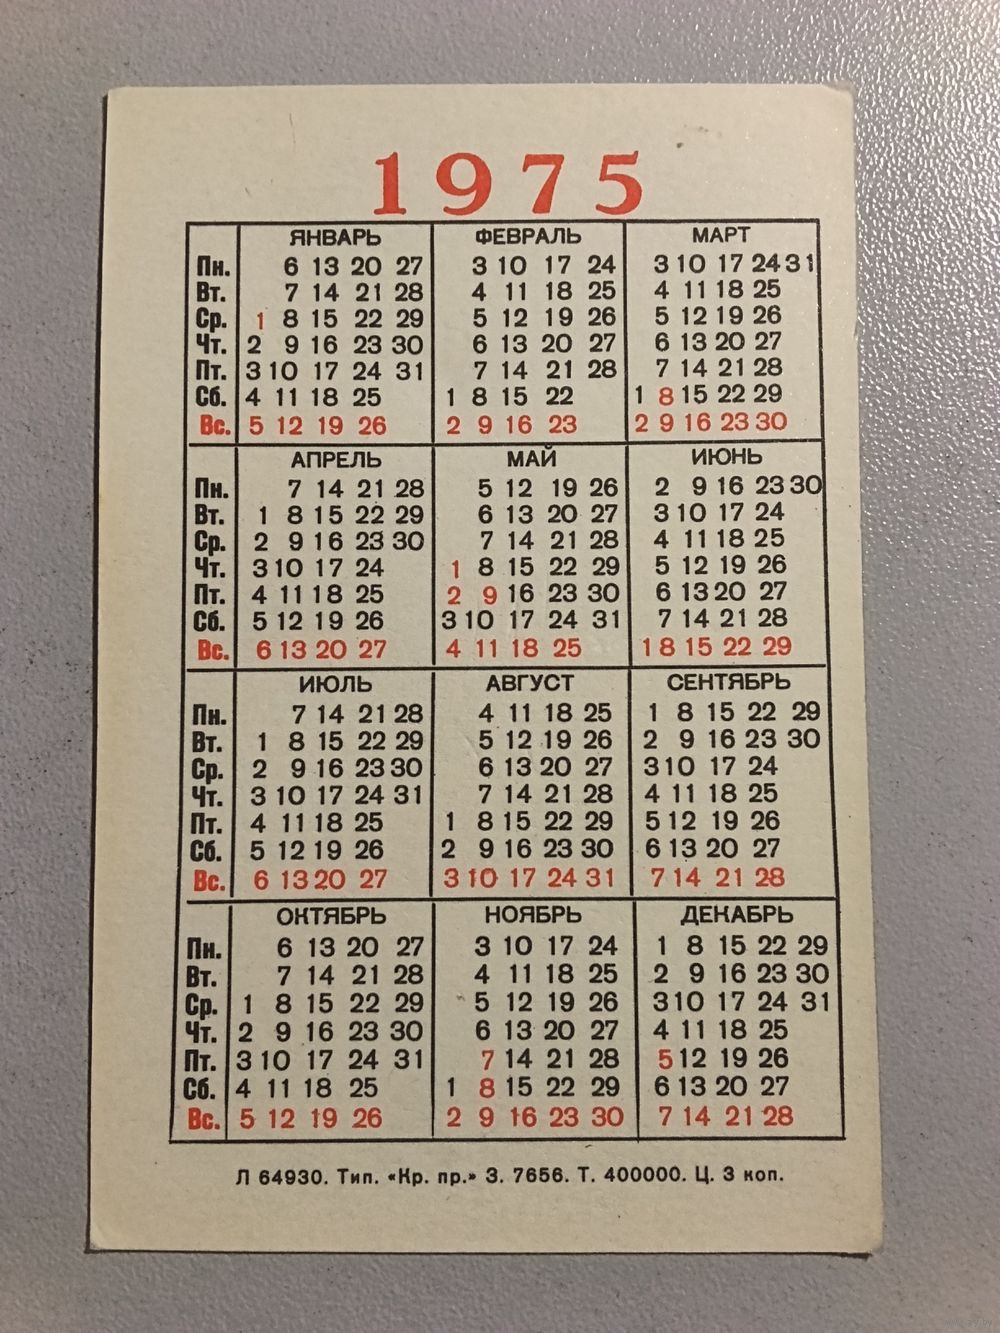 1975
ЯНВАРЬ ФЕВРАЛЬ МАРТ
Пн. 6 13 20 27 3 10 17 24 3 10 17 24 31
Вт. 7 14 21 28 4 11 18 25 4 11 18 25
Ср. 1 8 15 22 29 5 12 19 26 5 12 19 26
Чт. 2 9 16 23 30 6 13 20 27 6 13 20 27
Пт. 3 10 17 24 31 7 14 21 28 7 14 21 28
Сб. 4 11 18 25 1 8 15 22 1 8 15 22 29
Вс. 5 12 19 26 2 9 16 23 2 9 16 23 30
АПРЕЛЬ МАЙ ИЮНЬ
Пн. 7 14 21 28 5 12 19 26 2 9 16 23 30
Вт. 1 8 15 22 29 6 13 20 27 3 10 17 24
Ср. 2 9 16 23 30 7 14 21 28 4 11 18 25
Чт. 3 10 17 24 1 8 15 22 29 5 12 19 26
Пт. 4 11 18 25 2 9 16 23 30 6 13 20 27
Сб. 5 12 19 26 3 10 17 24 31 7 14 21 28
Вс. 6 13 20 27 4 11 18 25 1 8 15 22 29
ИЮЛЬ АВГУСТ СЕНТЯБРЬ
Пн. 7 14 21 28 4 11 18 25 1 8 15 22 29
Вт. 1 8 15 22 29 5 12 19 26 2 9 16 23 30
Ср. 2 9 16 23 30 6 13 20 27 3 10 17 24
Чт. 3 10 17 24 31 7 14 21 28 4 11 18 25
Пт. 4 11 18 25 1 8 15 22 29 5 12 19 26
Сб. 5 12 19 26 2 9 16 23 30 6 13 20 27
Вс. 6 13 20 27 3 10 17 24 31 7 14 21 28
ОКТЯБРЬ НОЯБРЬ ДЕКАБРЬ
Пн. 6 13 20 27 3 10 17 24 1 8 15 22 29
Вт. 7 14 21 28 4 11 18 25 2 9 16 23 30
Ср. 1 8 15 22 29 5 12 19 26 3 10 17 24 31
Чт. 2 9 16 23 30 6 13 20 27 4 11 18 25
Пт. 3 10 17 24 31 7 14 21 28 5 12 19 26
Сб. 4 11 18 25 1 8 15 22 29 6 13 20 27
Вс. 5 12 19 26 2 9 16 23 30 7 14 21 28
Л 64930. Тип. «Кр. пр.» З. 7656. Т. 400000. Ц. 3 коп.